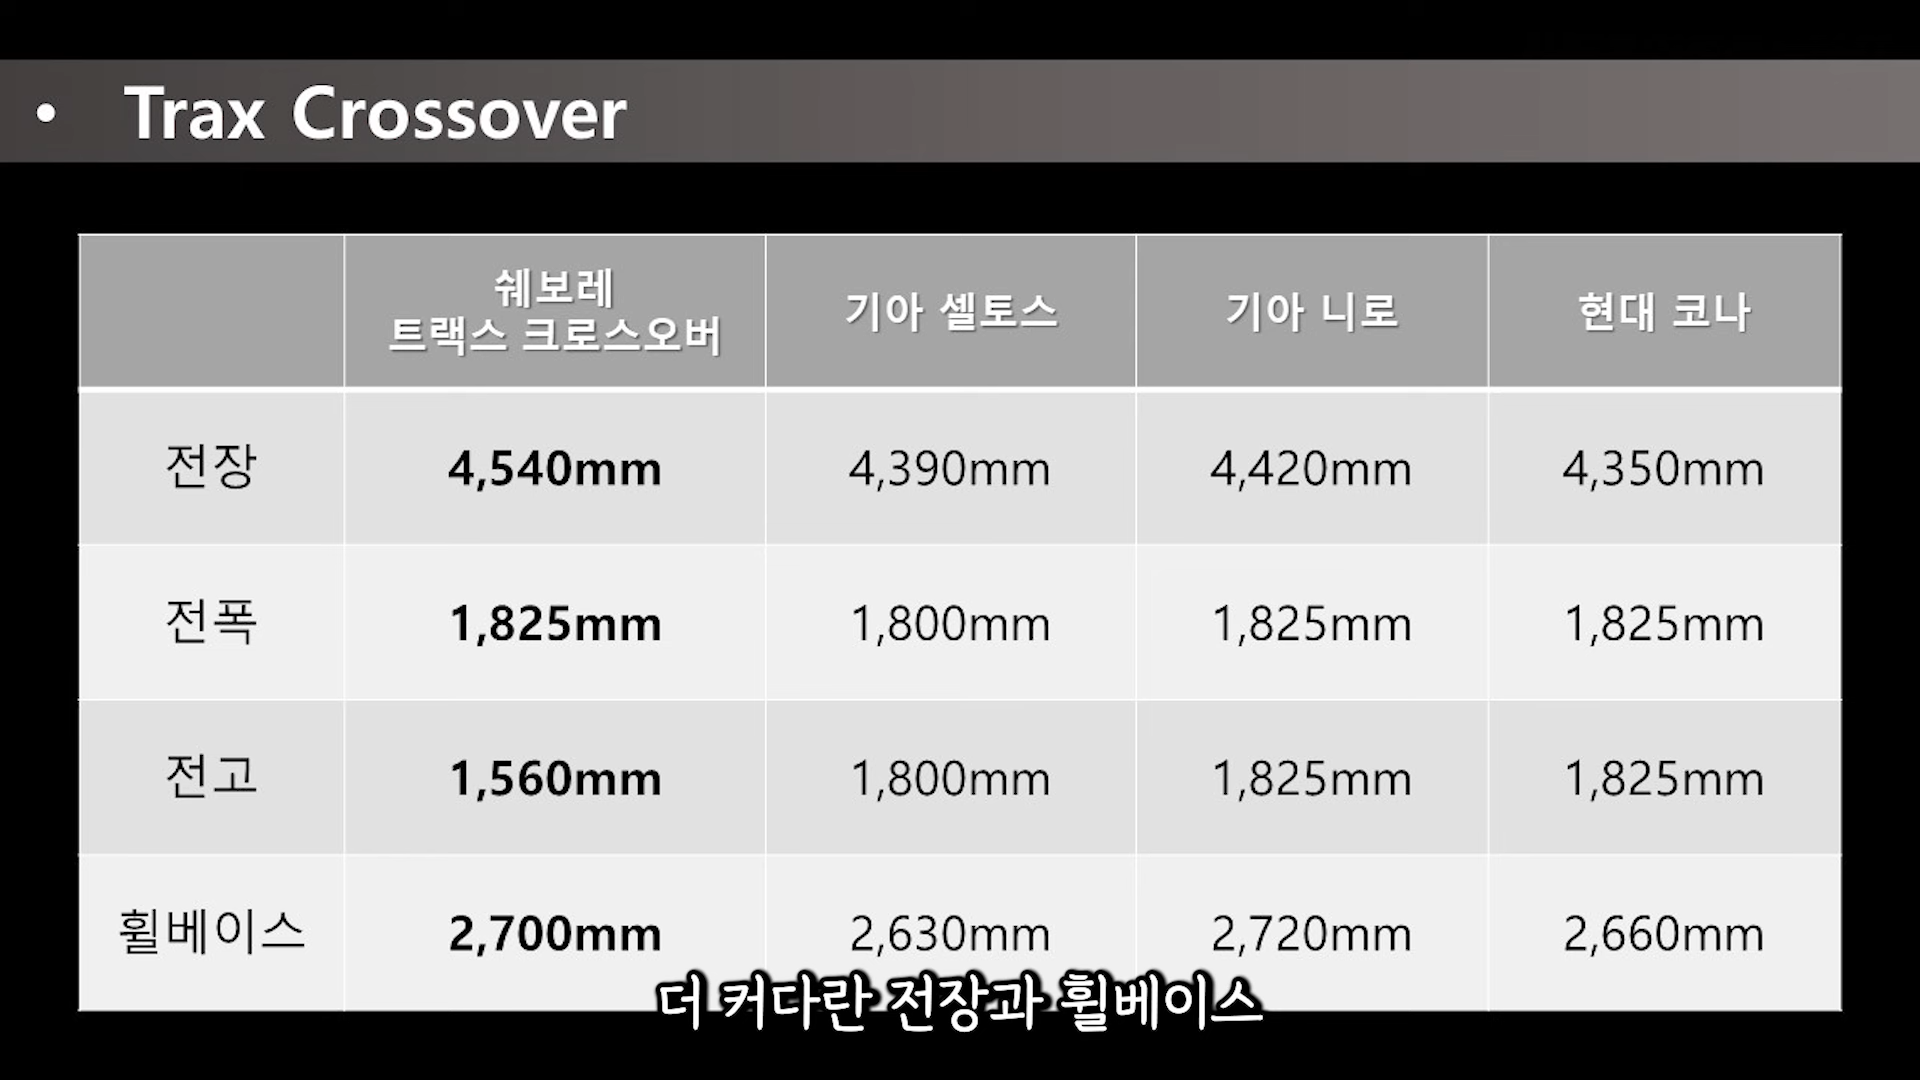 • Trax Crossover
쉐보레
트랙스 크로스오버
기아 셀토스
기아 니로
현대 코나
전장 4,540mm 4,390mm 4,420mm 4,350mm
전폭 1,825mm 1,800mm 1,825mm 1,825mm
전고 1,560mm 1,800mm 1,825mm 1,825mm
휠베이스 2,700mm 2,630mm 2,720mm 2,660mm
더 커다란 전장과 휠베이스